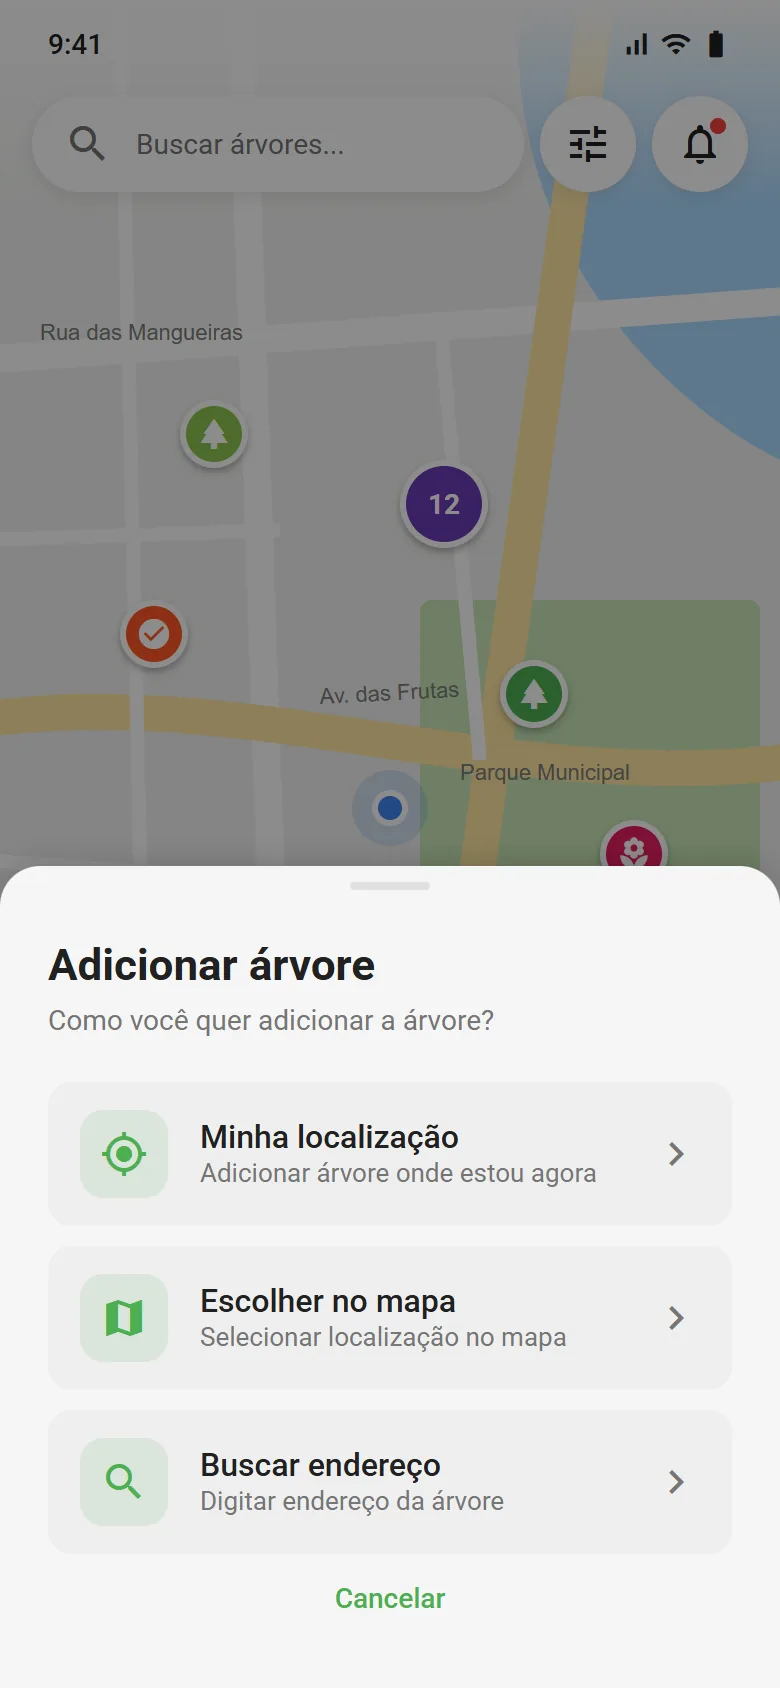 9:41
Buscar árvores...
Rua das Mangueiras
12
Av. das Frutas
Parque Municipal
Adicionar árvore
Como você quer adicionar a árvore?
Minha localização
Adicionar árvore onde estou agora
Escolher no mapa
Selecionar localização no mapa
Buscar endereço
Digitar endereço da árvore
Cancelar